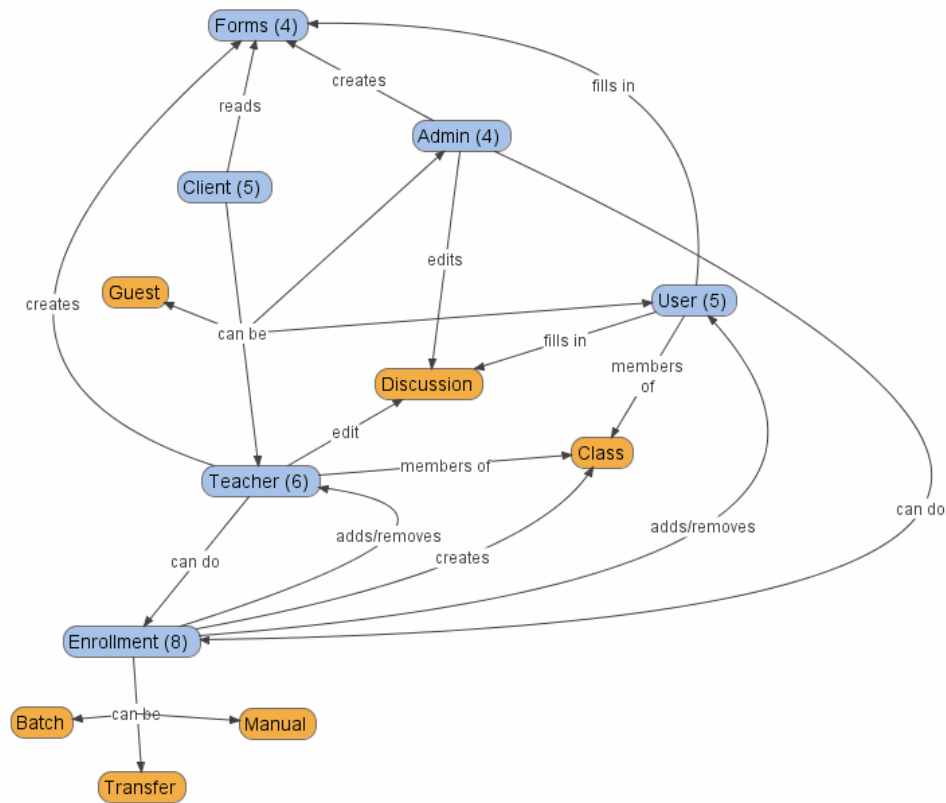 Forms (4)
creates
fills in
reads
Admin (4)
Client (5)
edits
Guest
User (5)
creates
can be
fills in
members
of
Discussion
edit
Class
members of
Teacher (6)
can do
adds/removes
adds/removes
can do
creates
Enrollment (8)
can be
Batch
Manual
Transfer